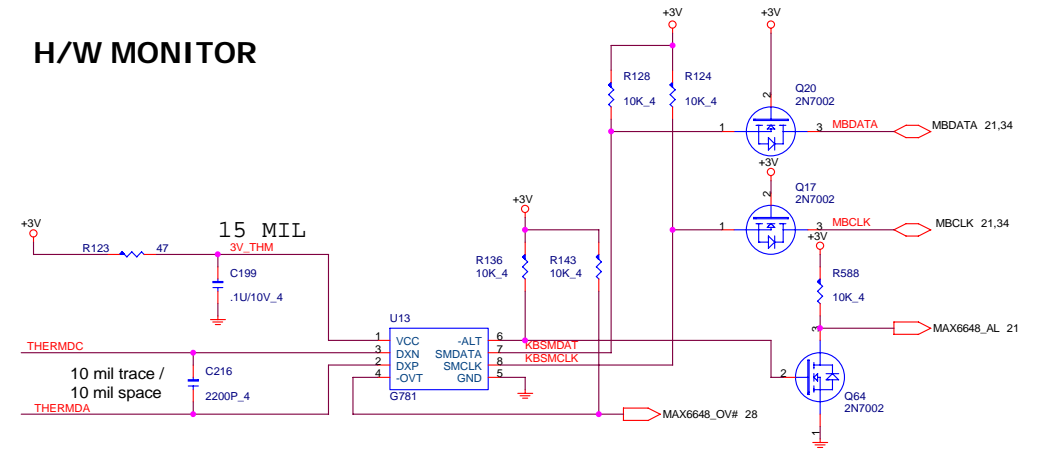 H/W MONITOR
+3V
+3V
R128
10K_4
R124
10K_4
2
Q20
2N7002
1
3
MBDATA
MBDATA 21,34
+3V
2
Q17
2N7002
1
3
MBCLK
MBCLK 21,34
+3V
R123
47
15 MIL
3V_THM
C199
.1U/10V_4
+3V
R136
10K_4
R143
10K_4
+3V
R588
10K_4
U13
1
VCC
-ALT
6
3
DXN
SMDATA
7
KBSMDAT
2
DXP
SMCLK
8
KBSMCLK
4
-OVT
GND
5
G781
THERMDC
10 mil trace /
10 mil space
C216
2200P_4
THERMDA
MAX6648_OV# 28
3
MAX6648_AL 21
2
Q64
2N7002
1